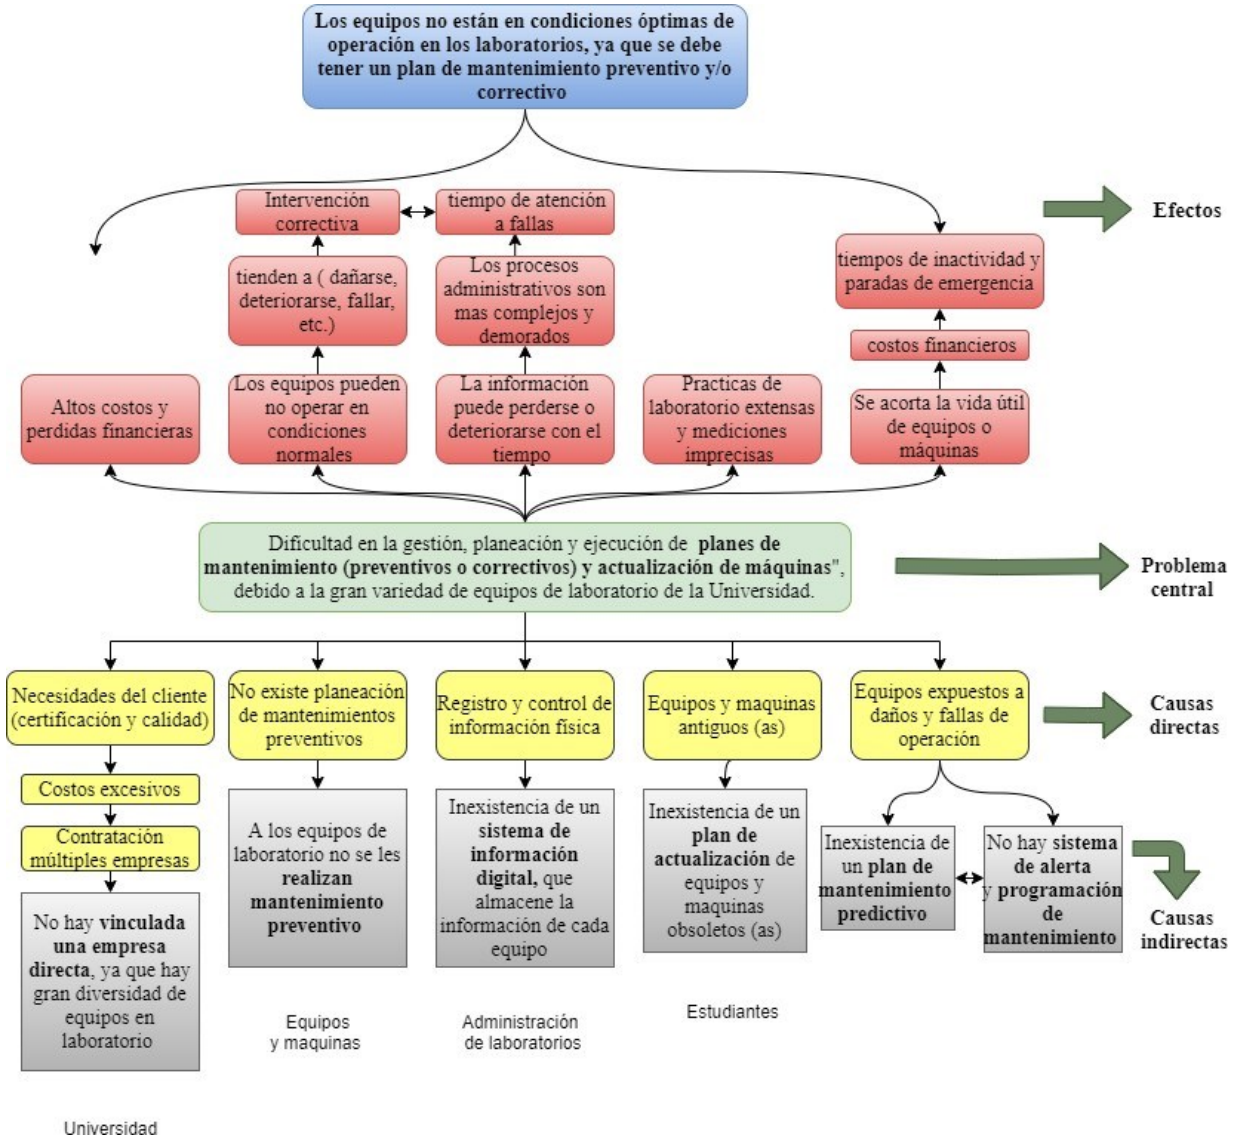 Los equipos no están en condiciones óptimas de
operación en los laboratorios, ya que se debe
tener un plan de mantenimiento preventivo y/o
correctivo
Intervención
correctiva
tiempo de atención
a fallas
Efectos
tienden a ( dañarse,
deteriorarse, fallar,
etc.)
Los procesos
administrativos son
mas complejos y
demorados
tiempos de inactividad y
paradas de emergencia
costos financieros
Altos costos y
perdidas financieras
Los equipos pueden
no operar en
condiciones
normales
La información
puede perderse o
deteriorarse con el
tiempo
Practicas de
laboratorio extensas
y mediciones
imprecisas
Se acorta la vida útil
de equipos o
máquinas
Dificultad en la gestión, planeación y ejecución de planes de
mantenimiento (preventivos o correctivos) y actualización de máquinas",
debido a la gran variedad de equipos de laboratorio de la Universidad.
Problema
central
Necesidades del cliente
(certificación y calidad)
No existe planeación
de mantenimientos
preventivos
Registro y control de
información física
Equipos y maquinas
antiguos (as)
Equipos expuestos a
daños y fallas de
operación
Causas
directas
Costos excesivos
Contratación
múltiples empresas
No hay vinculada
una empresa
directa, ya que hay
gran diversidad de
equipos en
laboratorio
A los equipos de
laboratorio no se les
realizan
mantenimiento
preventivo
Inexistencia de un
sistema de
información
digital, que
almacene la
información de cada
equipo
Inexistencia de un
plan de
actualización de
equipos y
maquinas
obsoletos (as)
Inexistencia de
un plan de
mantenimiento
predictivo
No hay sistema
de alerta
y programación
de
mantenimiento
Causas
indirectas
Equipos
y maquinas
Administración
de laboratorios
Estudiantes
Universidad